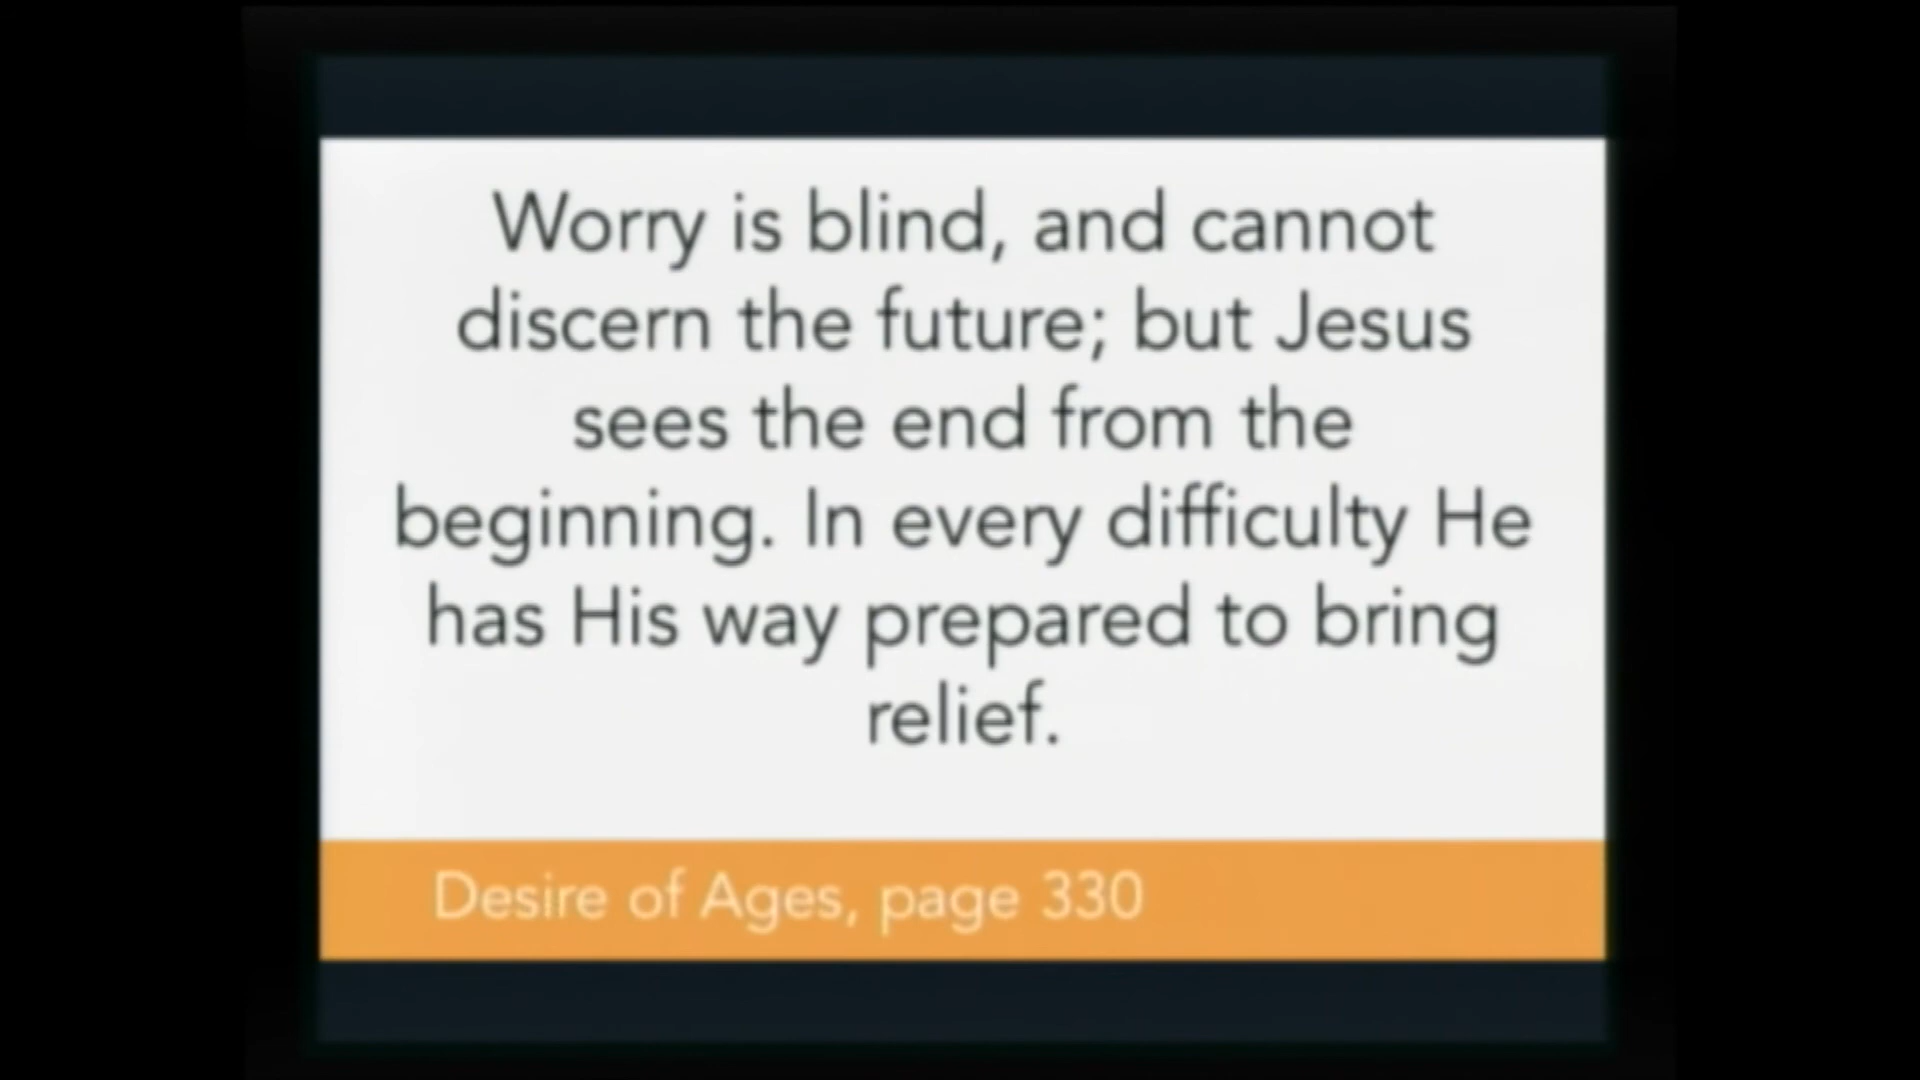 Worry is blind, and cannot
discern the future; but Jesus
sees the end from the
beginning. In every difficulty He
has His way prepared to bring
relief.
Desire of Ages, page 330